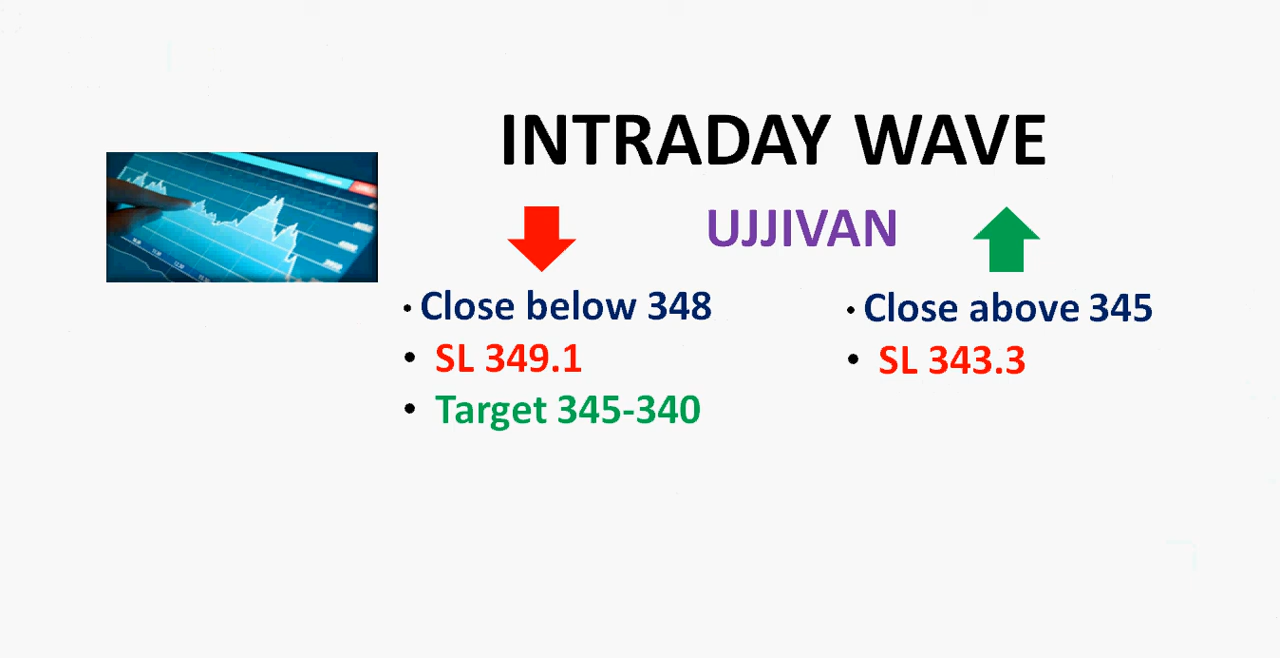 INTRADAY WAVE
UJJIVAN
• Close below 348
• SL 349.1
• Target 345-340
• Close above 345
• SL 343.3